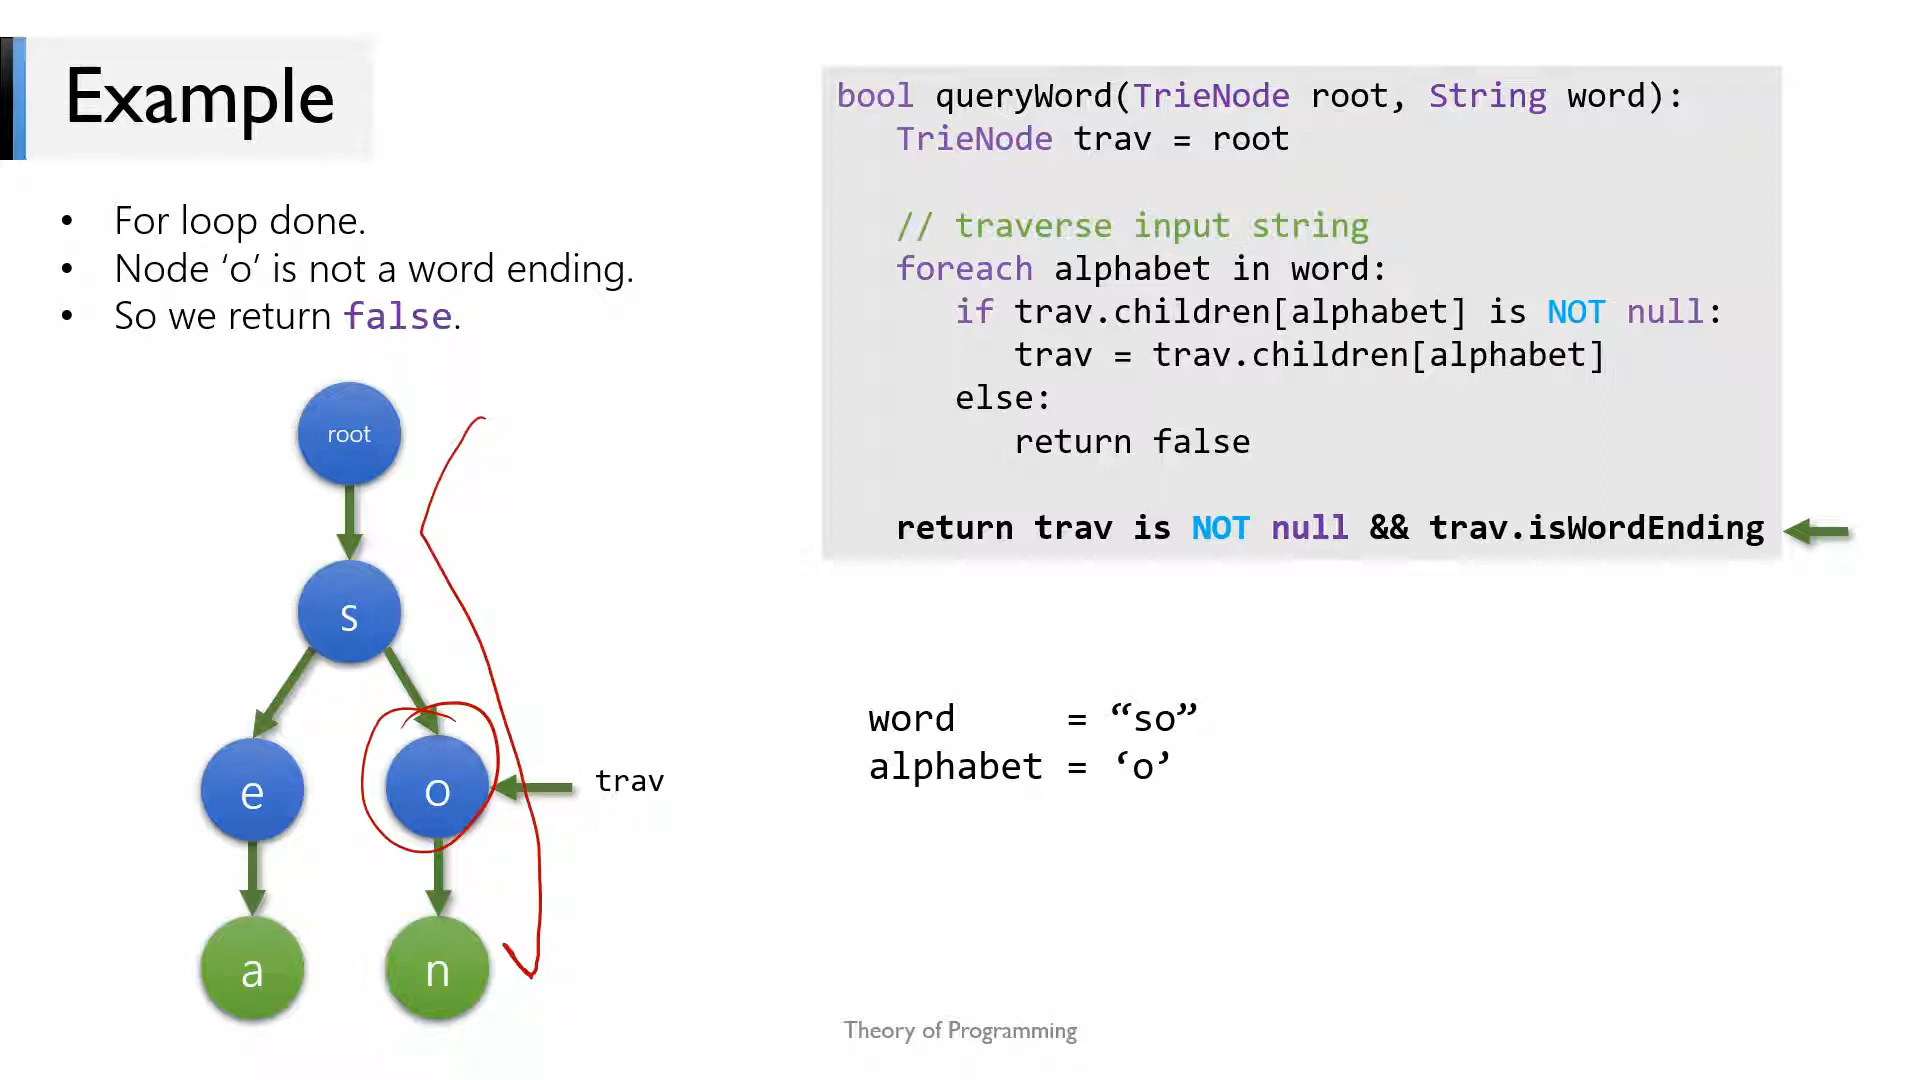 Example
• For loop done.
• Node ‘o’ is not a word ending.
• So we return false.
bool queryWord(TrieNode root, String word):
TrieNode trav = root
// traverse input string
foreach alphabet in word:
if trav.children[alphabet] is NOT null:
trav = trav.children[alphabet]
else:
return false
return trav is NOT null && trav.isWordEnding
root
s
e
o
trav
a
n
word = “so”
alphabet = ‘o’
Theory of Programming